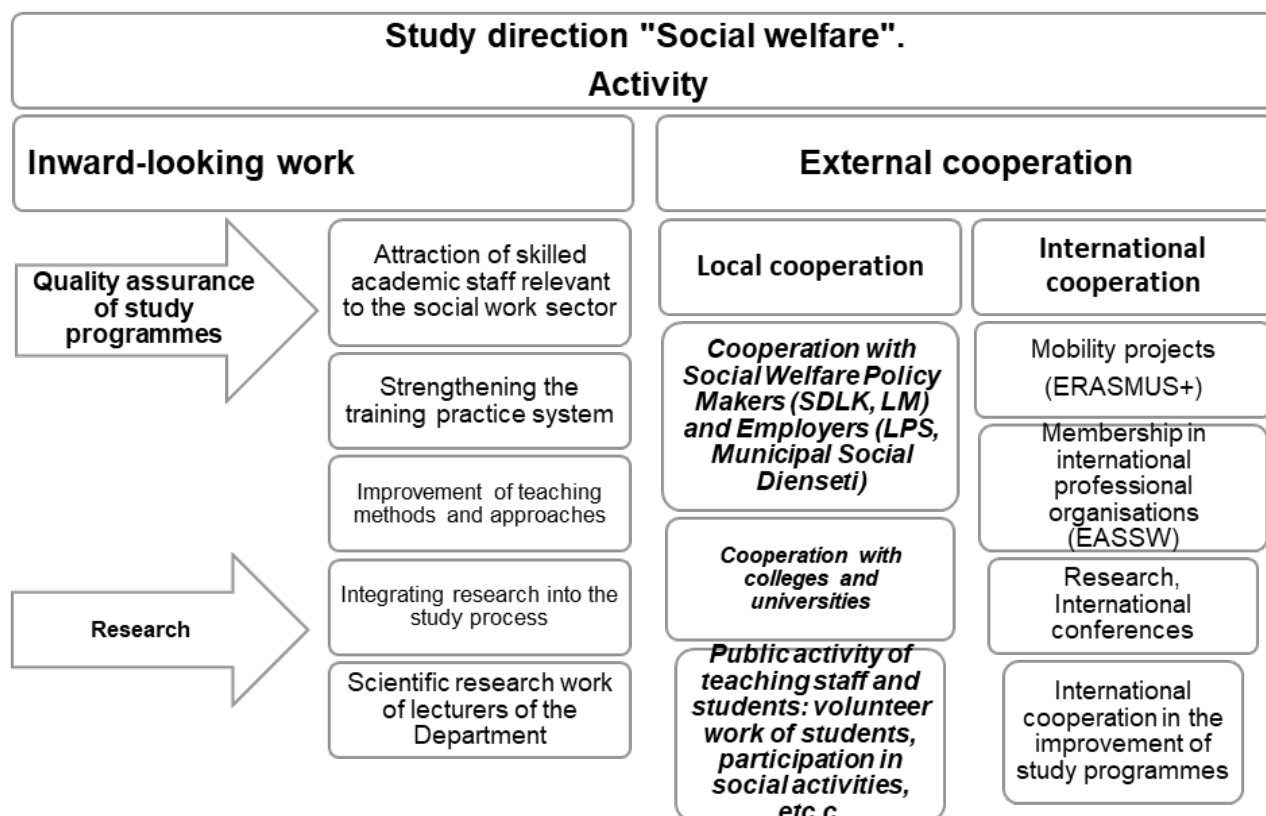 Study direction "Social welfare".
Activity
Inward-looking work
Quality assurance
of study
programmes
Attraction of skilled
academic staff relevant
to the social work sector
Strengthening the
training practice system
Improvement of teaching
methods and approaches
Research
Integrating research into the
study process
Scientific research work
of lecturers of the
Department
External cooperation
Local cooperation
Cooperation with
Social Welfare Policy
Makers (SDLK, LM)
and Employers (LPS,
Municipal Social
Dienseti)
Cooperation with
colleges and
universities
Public activity of
teaching staff and
students: volunteer
work of students,
participation in
social activities,
etc c
International
cooperation
Mobility projects
(ERASMUS+)
Membership in
international
professional
organisations
(EASSW)
Research,
International
conferences
International
cooperation in the
improvement of
study programmes